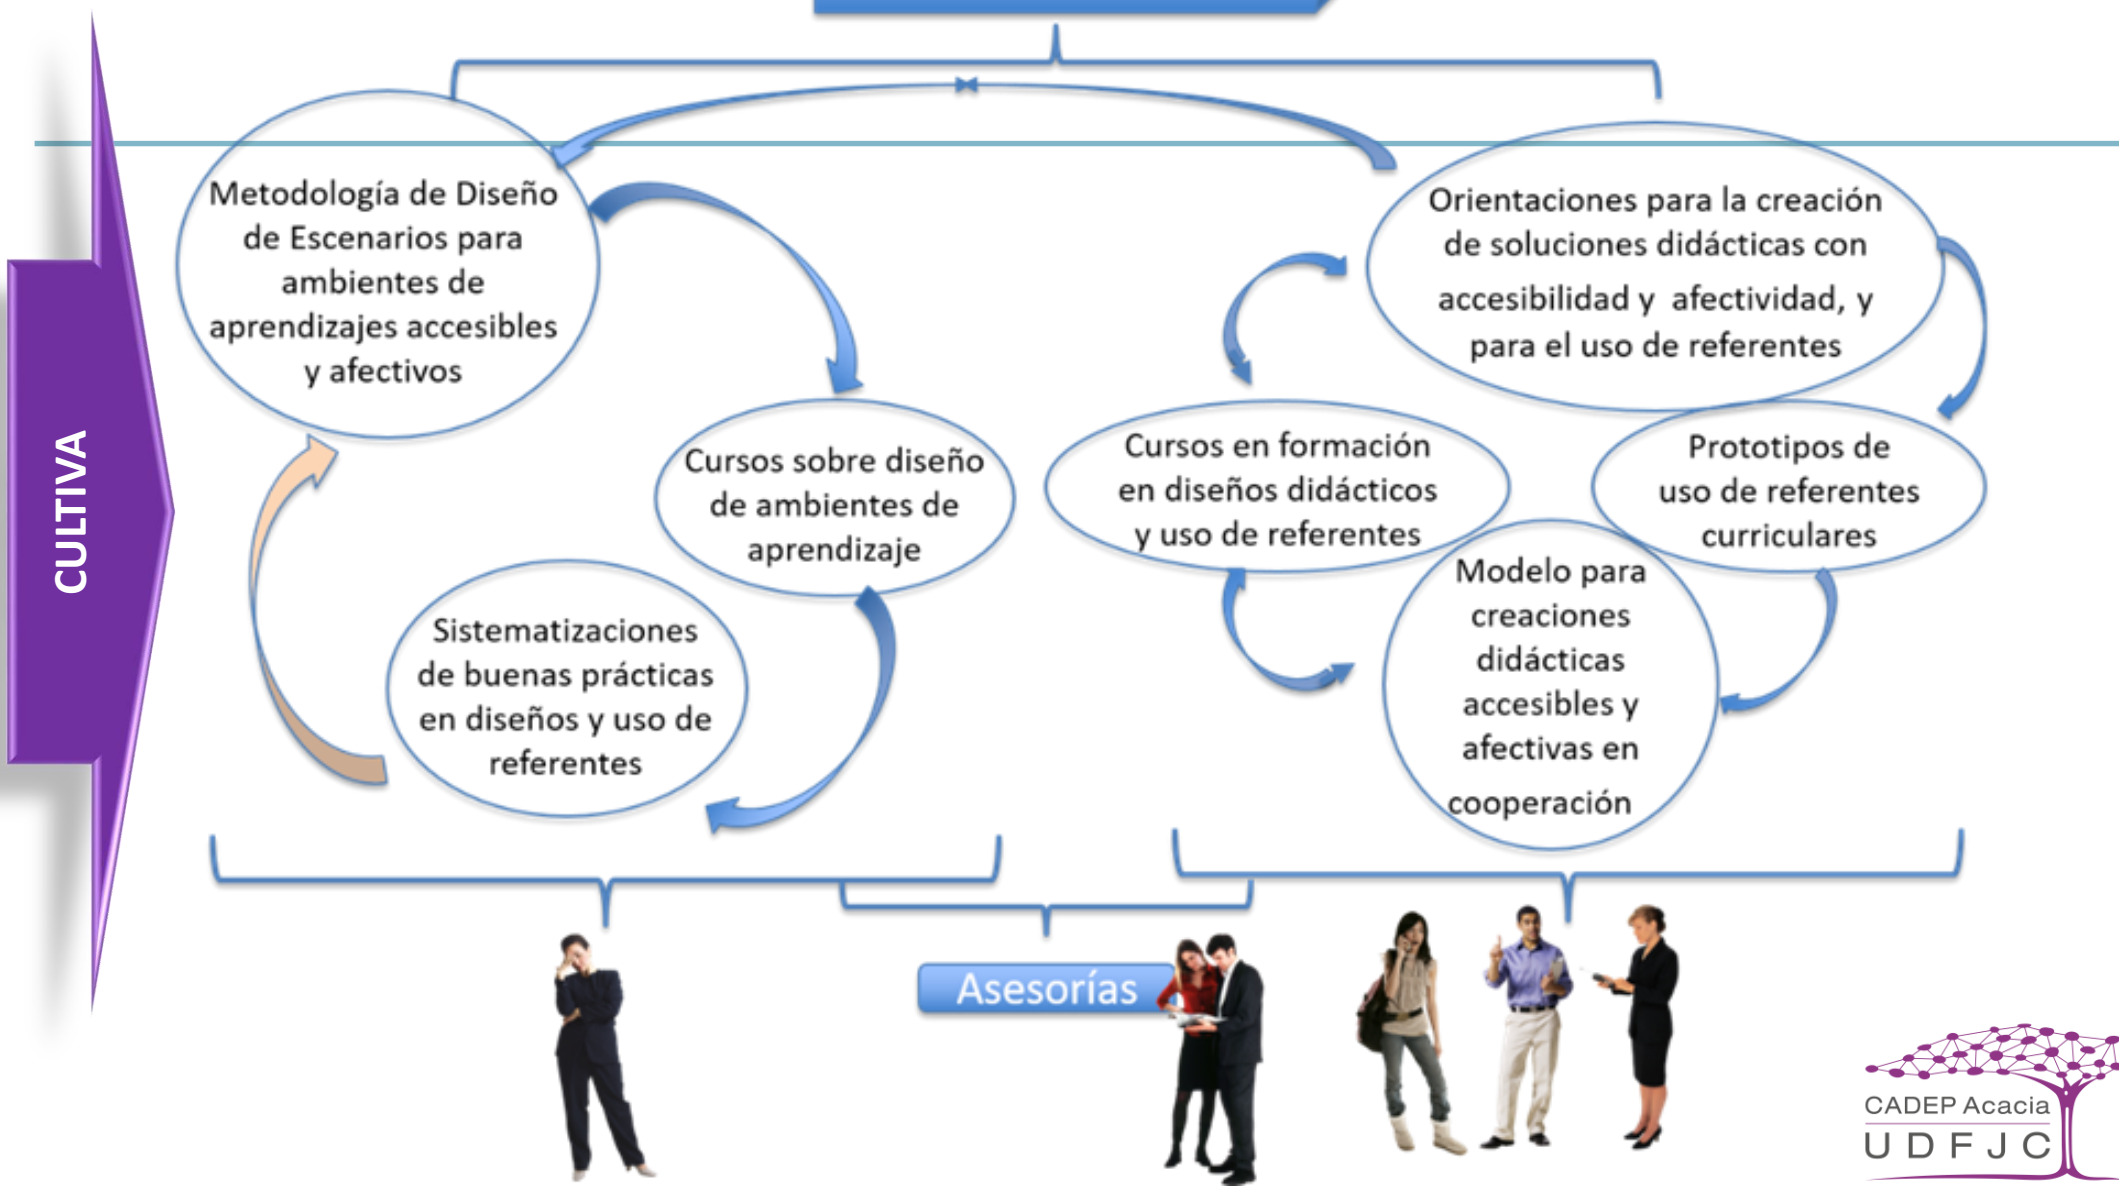 CULTIVA
Metodología de Diseño
de Escenarios para
ambientes de
aprendizajes accesibles
y afectivos
Cursos sobre diseño
de ambientes de
aprendizaje
Sistematizaciones
de buenas prácticas
en diseños y uso de
referentes
Orientaciones para la creación
de soluciones didácticas con
accesibilidad y afectividad, y
para el uso de referentes
Cursos en formación
en diseños didácticos
y uso de referentes
Prototipos de
uso de referentes
curriculares
Modelo para
creaciones
didácticas
accesibles y
afectivas en
cooperación
Asesorías
CADEP Acacia
UDFJC